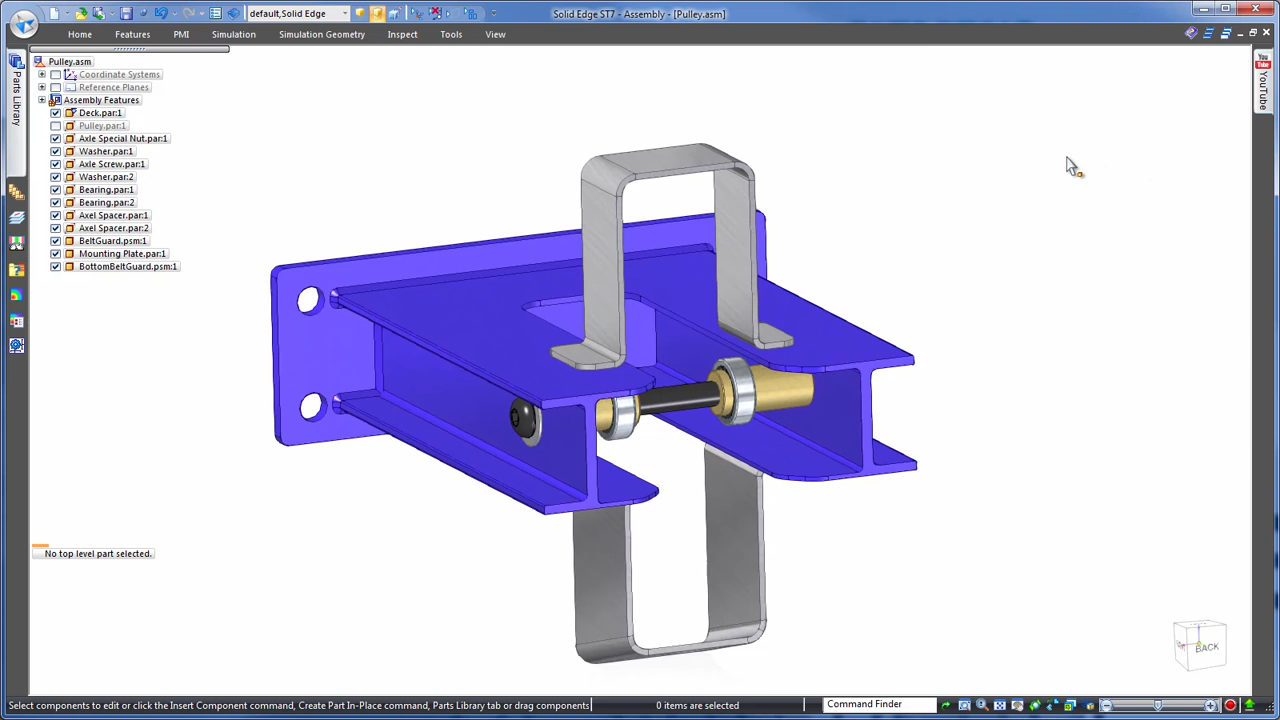 default,Solid Edge
Solid Edge ST7 - Assembly - [Pulley.asm]
Home
Features
PMI
Simulation
Simulation Geometry
Inspect
Tools
View
Parts Library
You Tube
YouTube
Pulley.asm
Coordinate Systems
Reference Planes
Assembly Features
Deck.par:1
Pulley.par:1
Axle Special Nut.par:1
Washer.par:1
Axle Screw.par:1
Washer.par:2
Bearing.par:1
Bearing.par:2
Axel Spacer.par:1
Axel Spacer.par:2
BeltGuard.psm:1
Mounting Plate.par:1
BottomBeltGuard.psm:1
No top level part selected.
BACK
Select components to edit or click the Insert Component command, Create Part In-Place command, Parts Library tab or drag components
0 items are selected
Command Finder